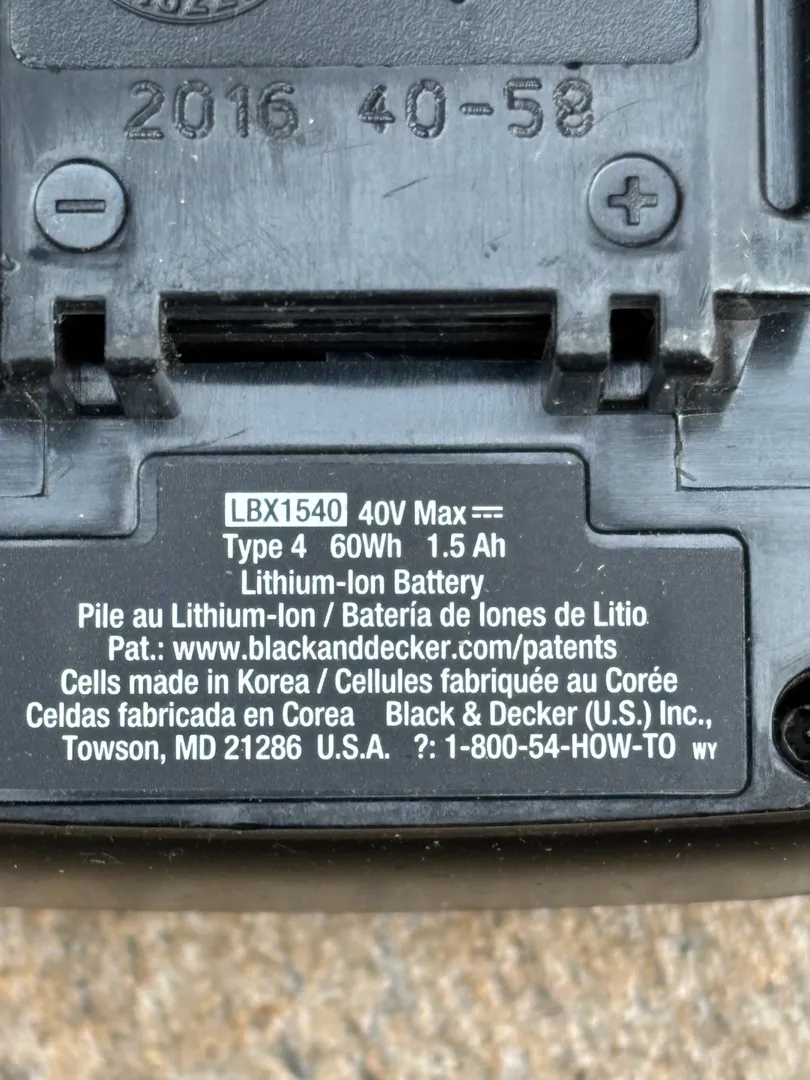 2016 40-58
LBX1540 40V Max ⎓
Type 4 60Wh 1.5 Ah
Lithium-Ion Battery
Pile au Lithium-Ion / Batería de Iones de Litio
Pat.: www.blackanddecker.com/patents
Cells made in Korea / Cellules fabriquée au Corée
Celdas fabricada en Corea Black & Decker (U.S.) Inc.,
Towson, MD 21286 U.S.A. ?: 1-800-54-HOW-TO WY